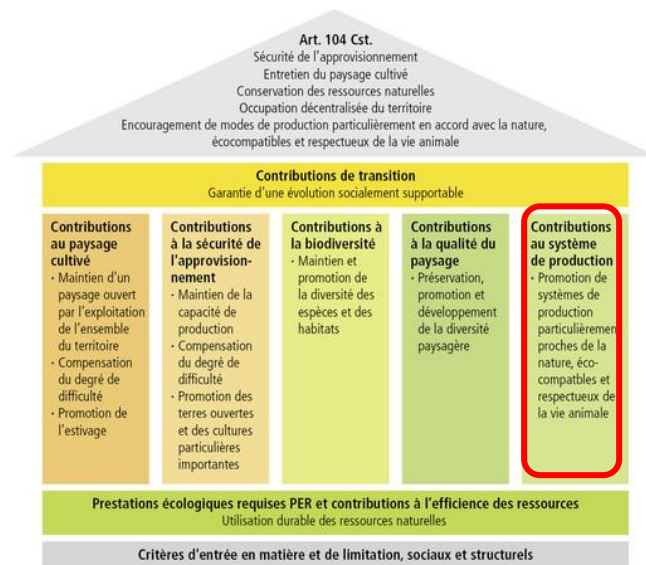 Art. 104 Cst.
Sécurité de l'approvisionnement
Entretien du paysage cultivé
Conservation des ressources naturelles
Occupation décentralisée du territoire
Encouragement de modes de production particulièrement en accord avec la nature,
écocompatibles et respectueux de la vie animale
Contributions de transition
Garantie d'une évolution socialement supportable
Contributions
au paysage
cultivé
· Maintien d'un
paysage ouvert
par l'exploitation
de l'ensemble
du territoire
· Compensation
du degré de
difficulté
· Promotion de
l'estivage
Contributions
à la sécurité de
l'approvision-
nement
· Maintien de la
capacité de
production
· Compensation
du degré de
difficulté
· Promotion des
terres ouvertes
et des cultures
particulières
importantes
Contributions à
la biodiversité
· Maintien et
promotion de
la diversité des
espèces et des
habitats
Contributions
à la qualité du
paysage
· Préservation,
promotion et
développement
de la diversité
paysagère
Contributions
au système
de production
· Promotion de
systèmes de
production
particulièremen
proches de la
nature, éco-
compatbles et
respectueux de
la vie animale
Prestations écologiques requises PER et contributions à l'efficience des ressources
Utilisation durable des ressources naturelles
Critères d'entrée en matière et de limitation, sociaux et structurels